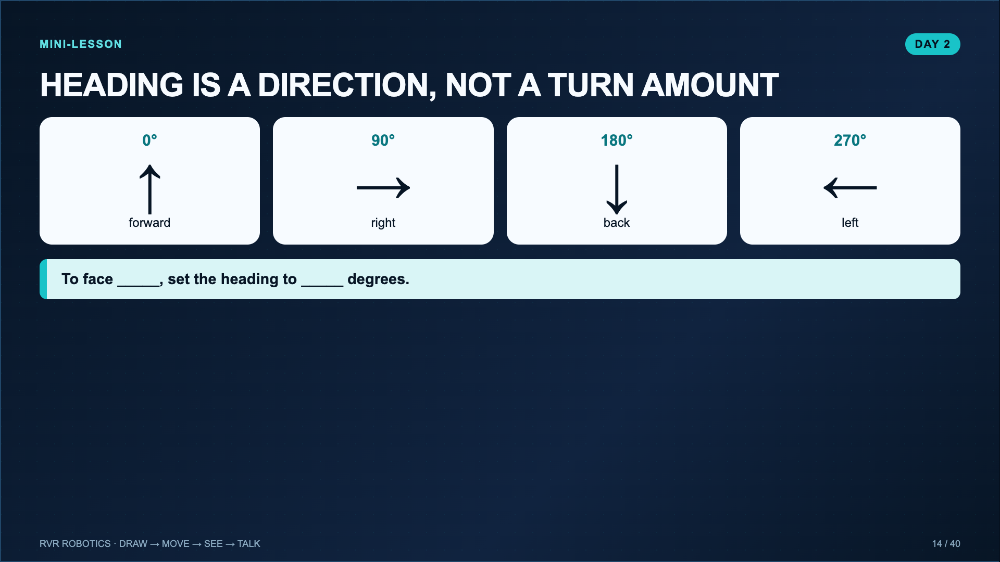 MINI-LESSON
DAY 2
HEADING IS A DIRECTION, NOT A TURN AMOUNT
0°
↑
forward
90°
→
right
180°
↓
back
270°
←
left
To face _____, set the heading to _____ degrees.
RVR ROBOTICS · DRAW → MOVE → SEE → TALK
14 / 40